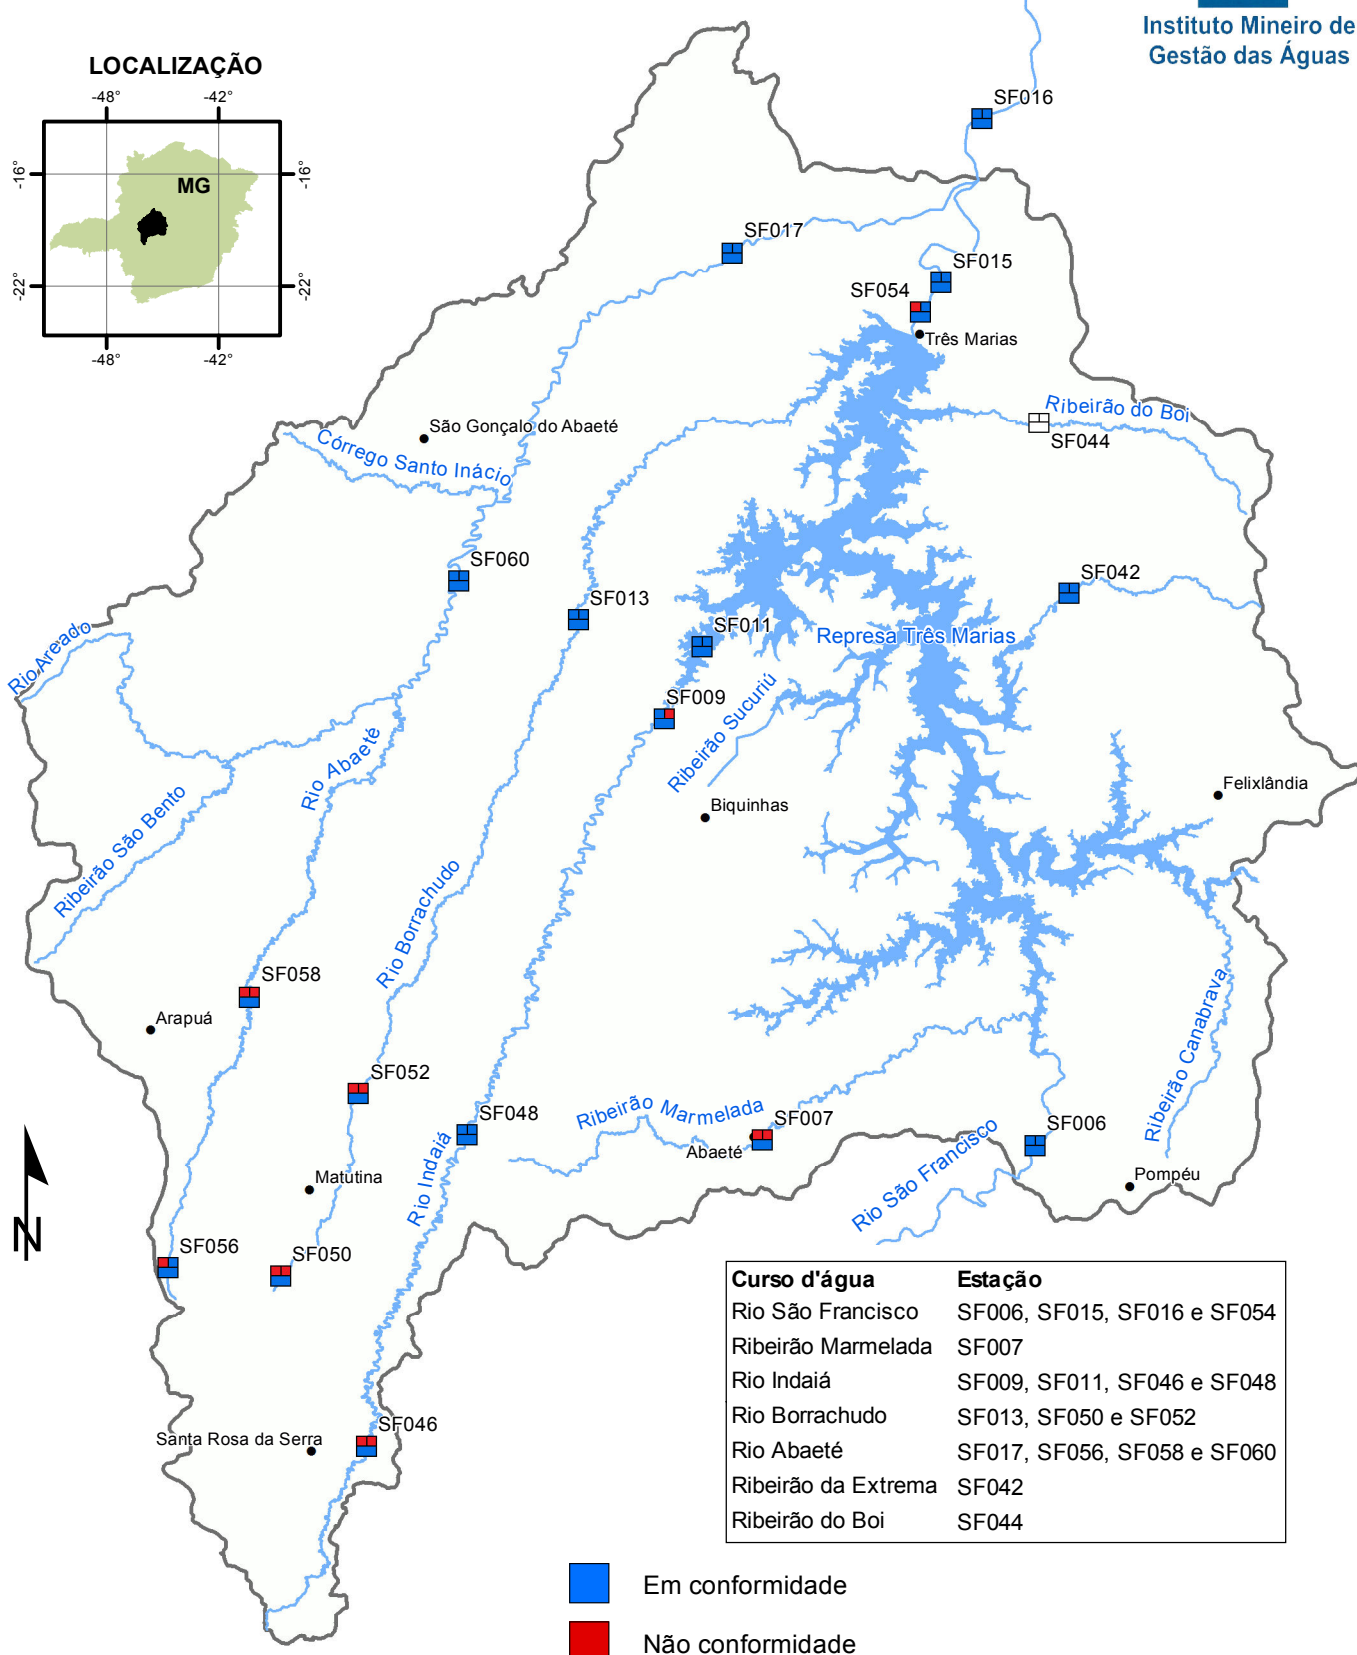 Instituto Mineiro de
Gestão das Águas
LOCALIZAÇÃO
-48°
-42°
-16°
-16°
MG
-22°
-22°
-48°
-42°
SF016
SF017
SF015
SF054
Três Marias
Ribeirão do Boi
SF044
São Gonçalo do Abaeté
Córrego Santo Inácio
SF060
SF042
SF013
SF011
Represa Três Marias
Rio Areado
SF009
Ribeirão Sucuriú
Rio Abaeté
Felixlândia
Biquinhas
Ribeirão São Bento
Rio Borrachudo
SF058
Arapuá
Ribeirão Canabrava
SF052
SF048
Ribeirão Marmelada
SF007
SF006
Abaeté
Rio São Francisco
Pompéu
Matutina
Rio Indaiá
N
SF056
SF050
SF046
Santa Rosa da Serra
Curso d'água Estação
Rio São Francisco SF006, SF015, SF016 e SF054
Ribeirão Marmelada SF007
Rio Indaiá SF009, SF011, SF046 e SF048
Rio Borrachudo SF013, SF050 e SF052
Rio Abaeté SF017, SF056, SF058 e SF060
Ribeirão da Extrema SF042
Ribeirão do Boi SF044
Em conformidade
Não conformidade